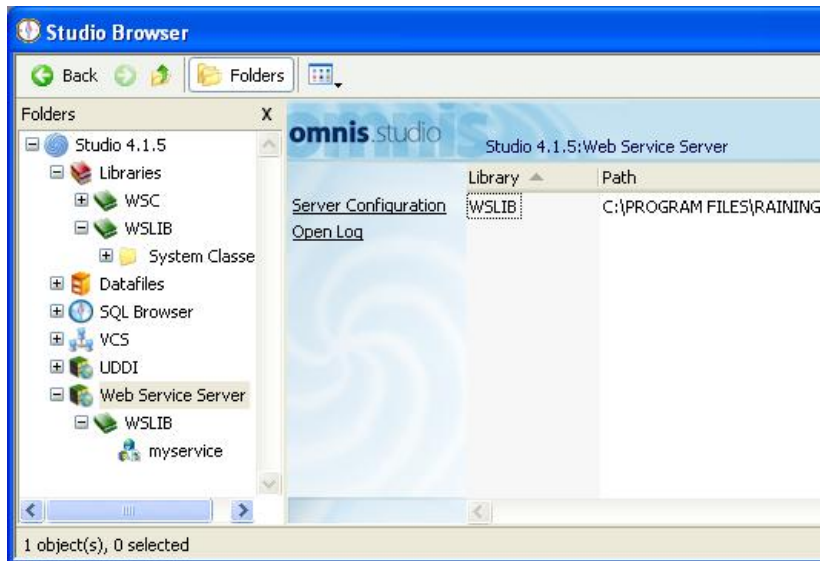 Studio Browser
Back Folders
Folders X
Studio 4.1.5
Libraries
WSC
WSLIB
System Classe
Datafiles
SQL Browser
VCS
UDDI
Web Service Server
WSLIB
myservice
omnis.studio
Studio 4.1.5:Web Service Server
Library Path
Server Configuration
Open Log
WSLIB C:\PROGRAM FILES\RAINING
1 object(s), 0 selected